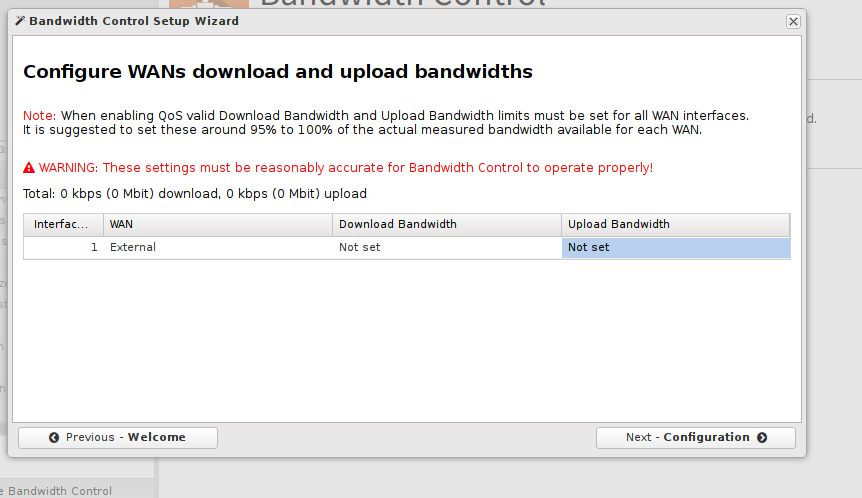 Bandwidth Control
Bandwidth Control Setup Wizard
Configure WANs download and upload bandwidths
Note: When enabling QoS valid Download Bandwidth and Upload Bandwidth limits must be set for all WAN interfaces.
It is suggested to set these around 95% to 100% of the actual measured bandwidth available for each WAN.
WARNING: These settings must be reasonably accurate for Bandwidth Control to operate properly!
Total: 0 kbps (0 Mbit) download, 0 kbps (0 Mbit) upload
Interfac... WAN Download Bandwidth Upload Bandwidth
1 External Not set Not set
Previous - Welcome Next - Configuration
Bandwidth Control